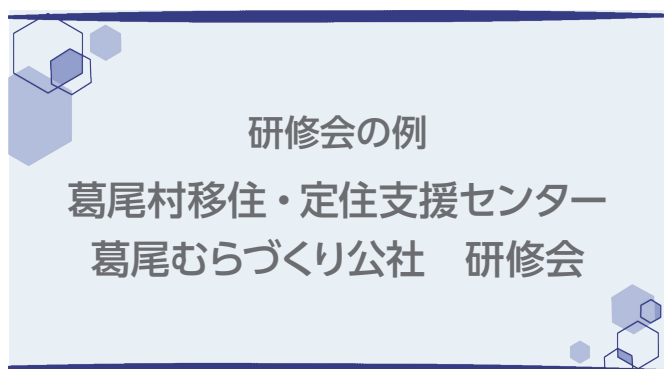 研修会の例
葛尾村移住・定住支援センター
葛尾むらづくり公社　研修会